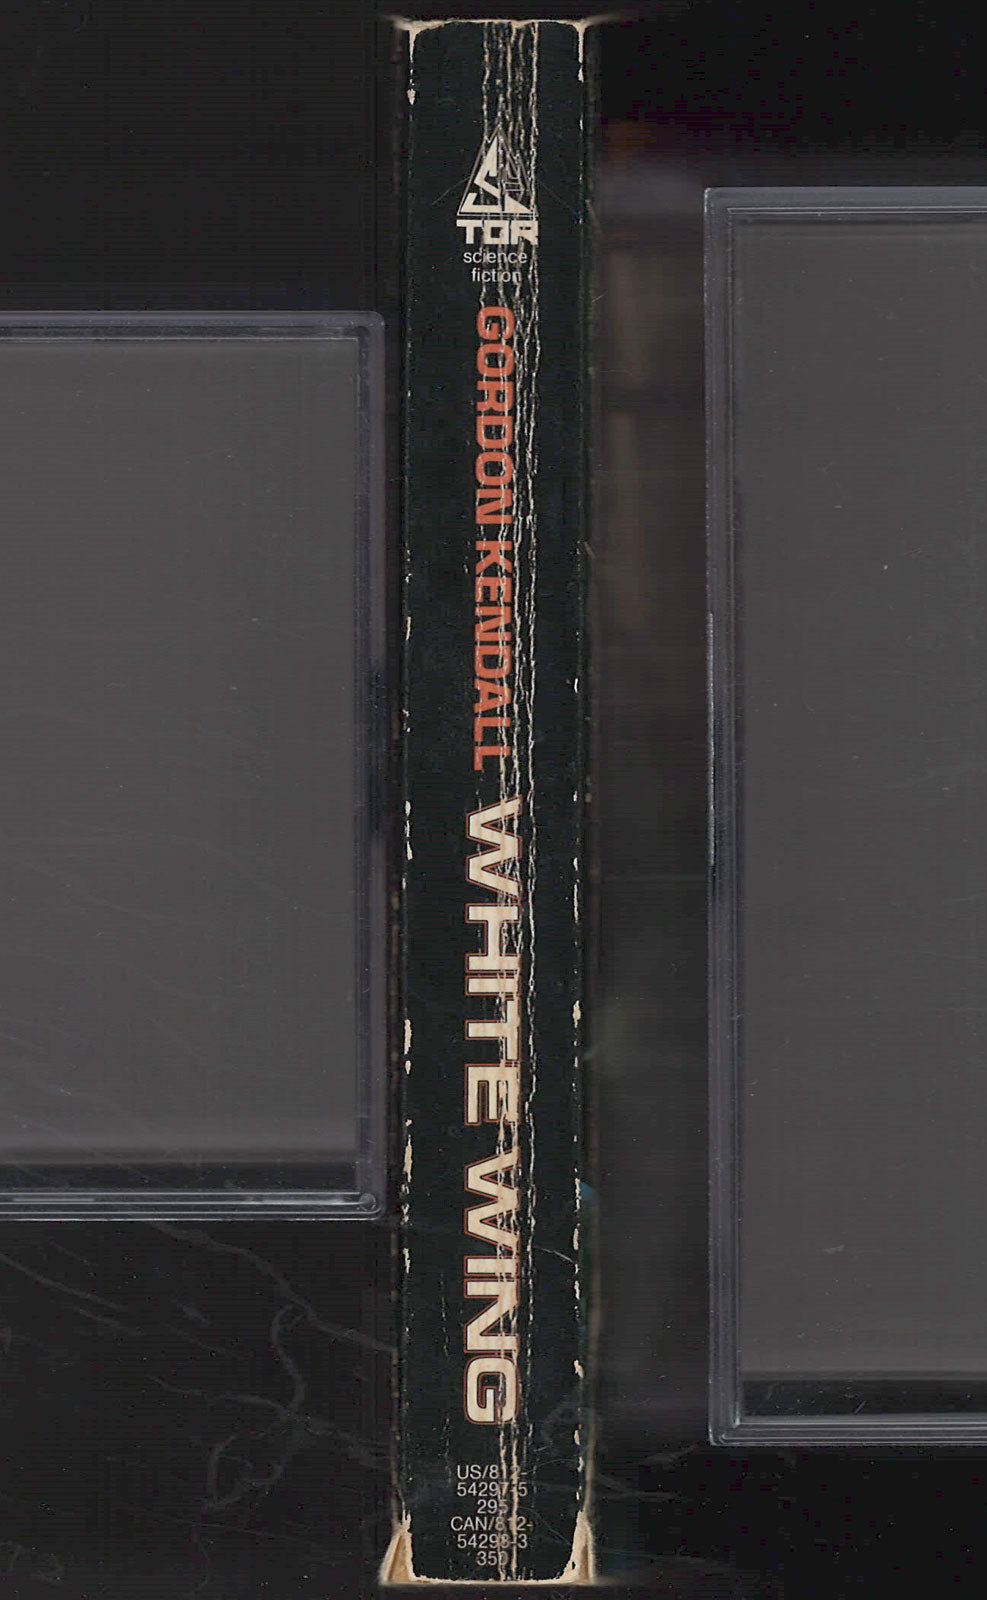 TOR
science
fiction
GORDON KENDALL
WHITE WING
US/812-
54297-5
295
CAN/812-
54298-3
350